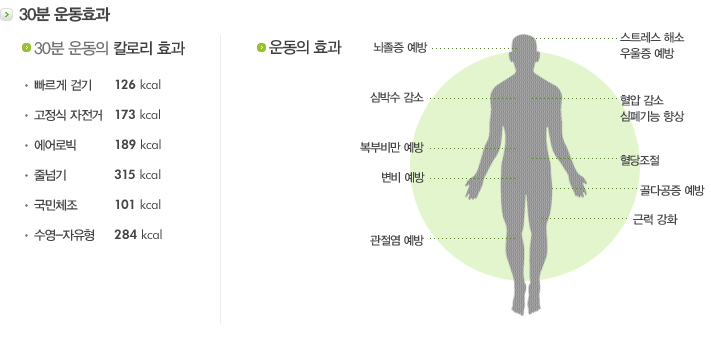 30분 운동효과
30분 운동의 칼로리 효과
빠르게 걷기 126 kcal
고정식 자전거 173 kcal
에어로빅 189 kcal
줄넘기 315 kcal
국민체조 101 kcal
수영-자유형 284 kcal
운동의 효과
뇌졸증 예방
심박수 감소
복부비만 예방
변비 예방
관절염 예방
스트레스 해소
우울증 예방
혈압 감소
심폐기능 향상
혈당조절
골다공증 예방
근력 강화